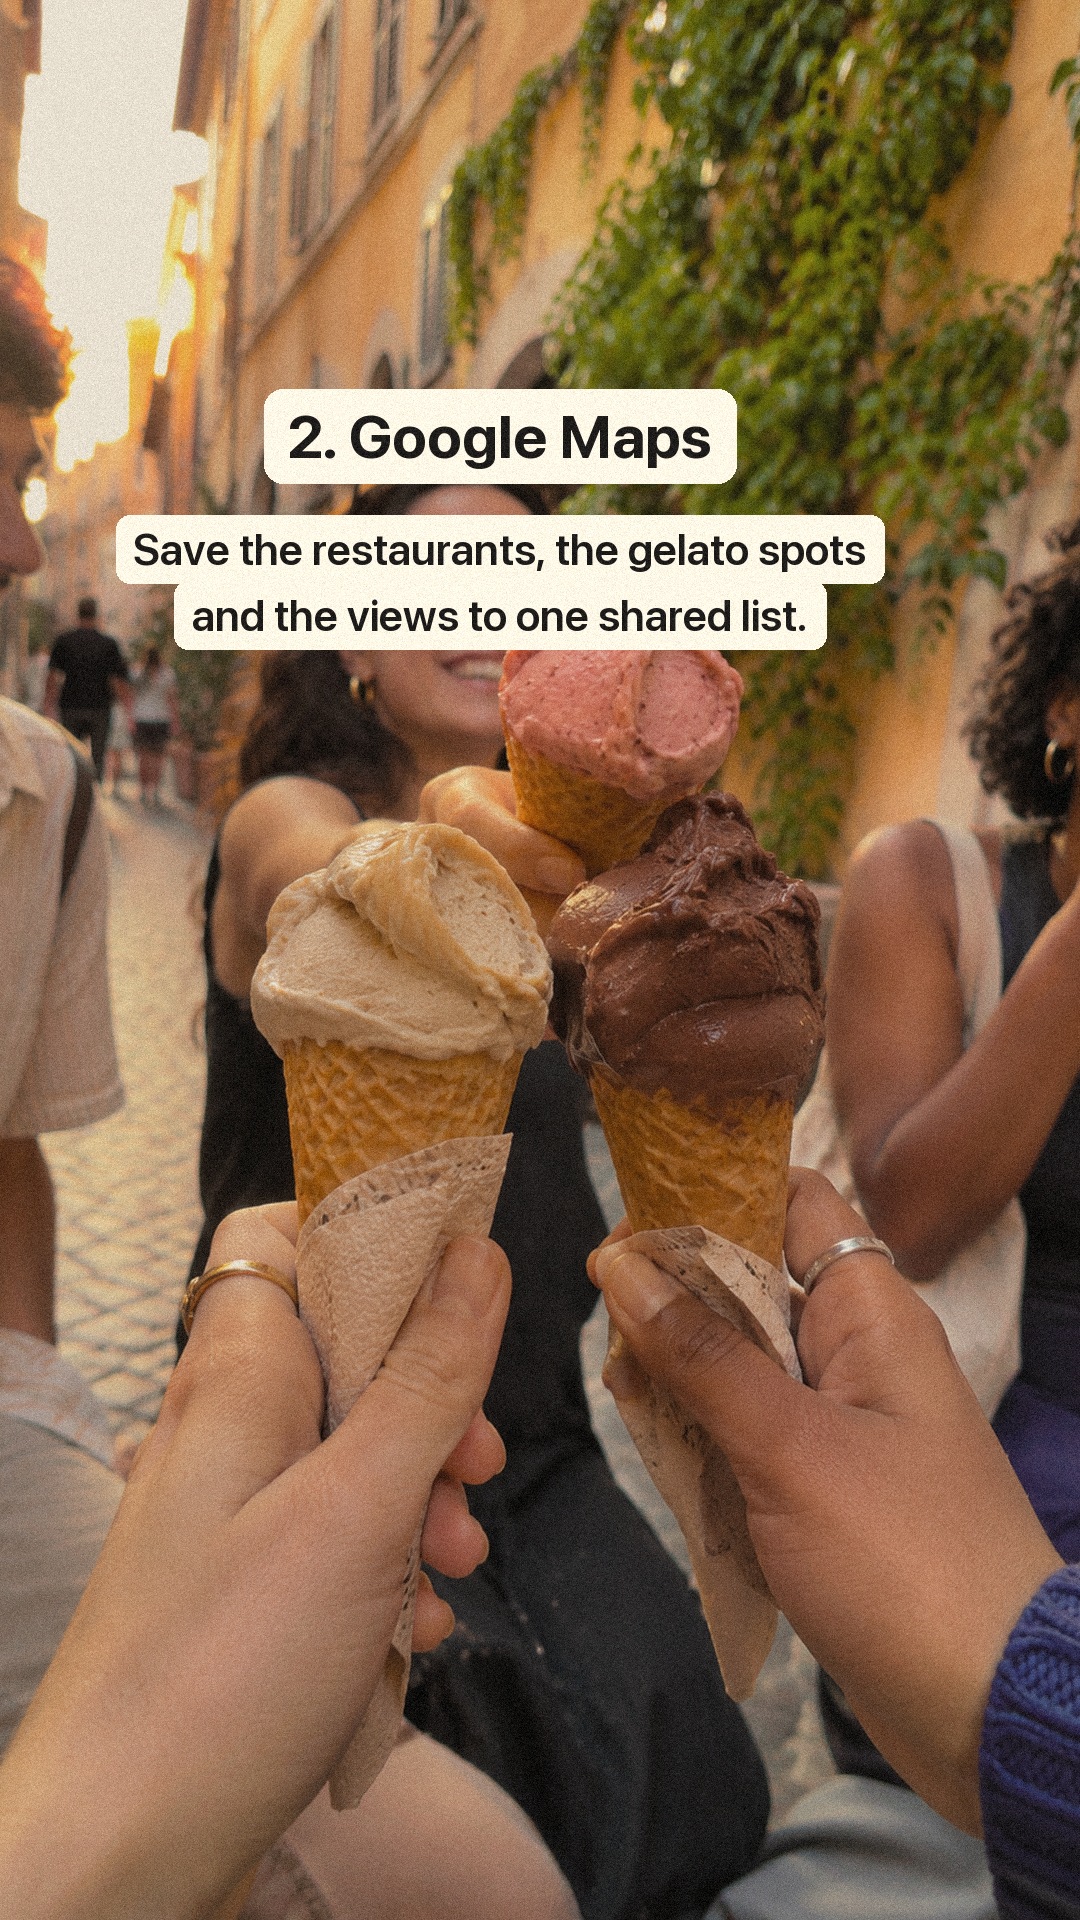 2. Google Maps
Save the restaurants, the gelato spots
and the views to one shared list.